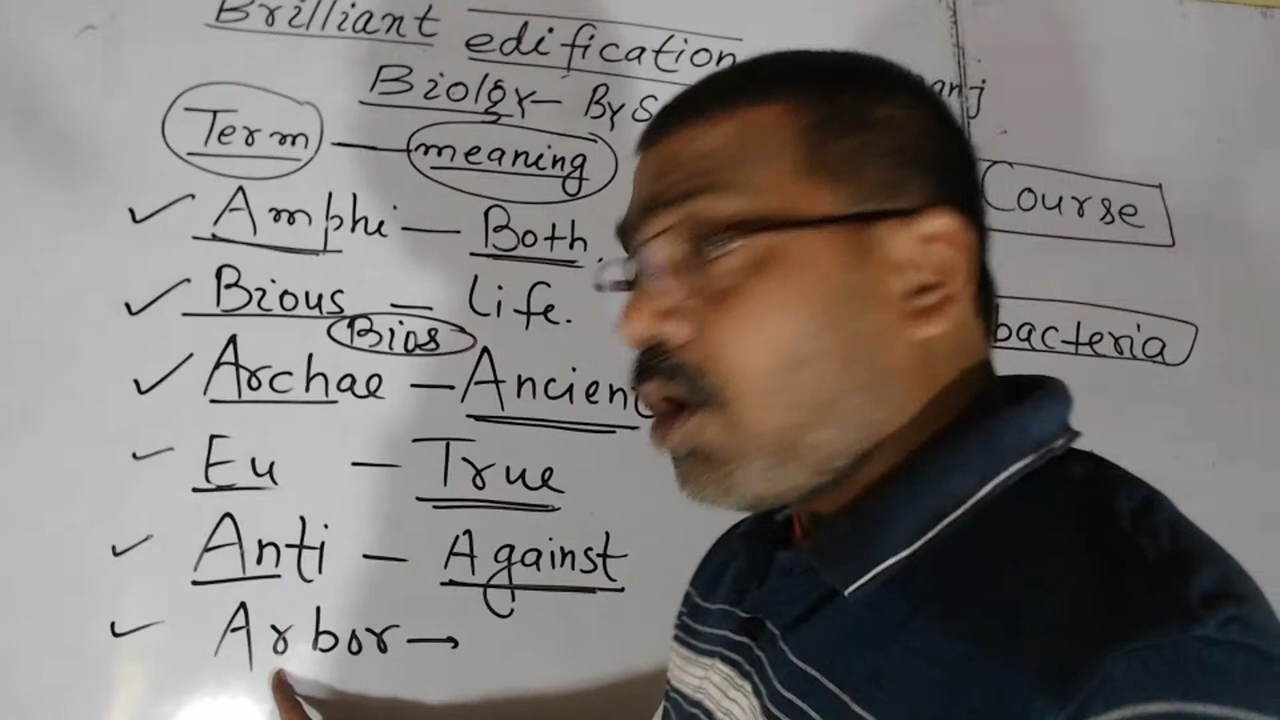 Brilliant edification
Biology - By S
Term — meaning
Course
Amphi — Both.
Bious — life.
Bios
bacteria
Archae — Ancient
Eu — True
Anti — Against
Arbor →